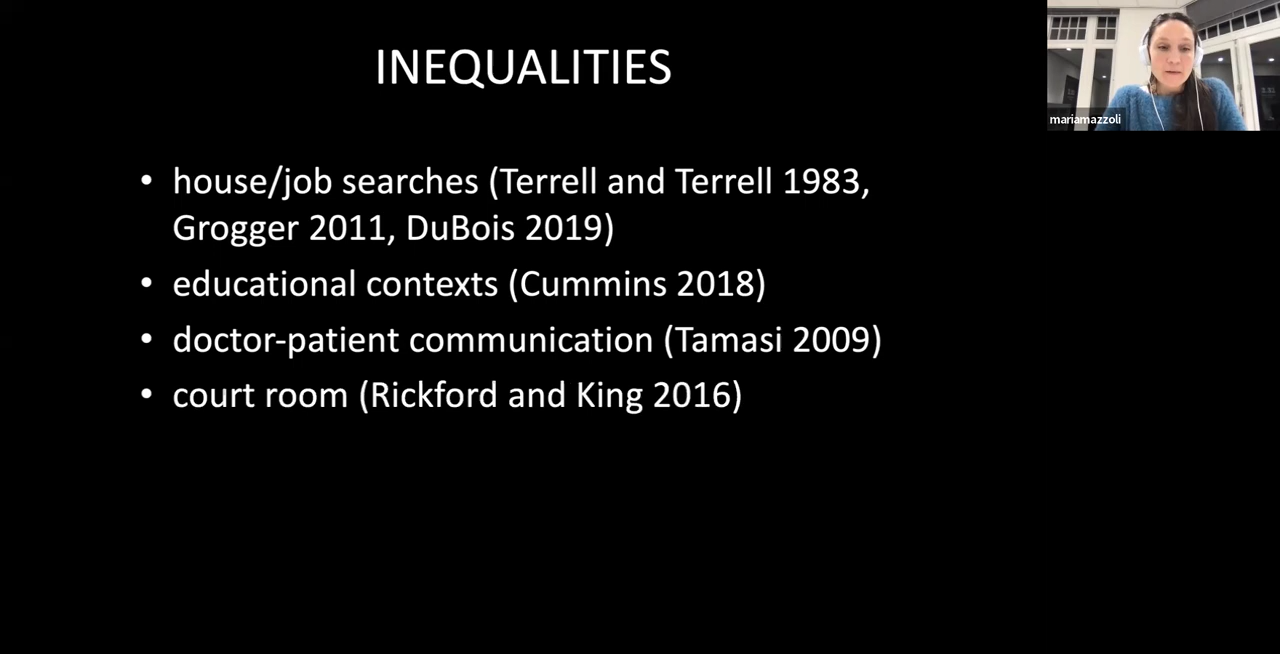 INEQUALITIES
mariamazzoli
• house/job searches (Terrell and Terrell 1983,
Grogger 2011, DuBois 2019)
• educational contexts (Cummins 2018)
• doctor-patient communication (Tamasi 2009)
• court room (Rickford and King 2016)